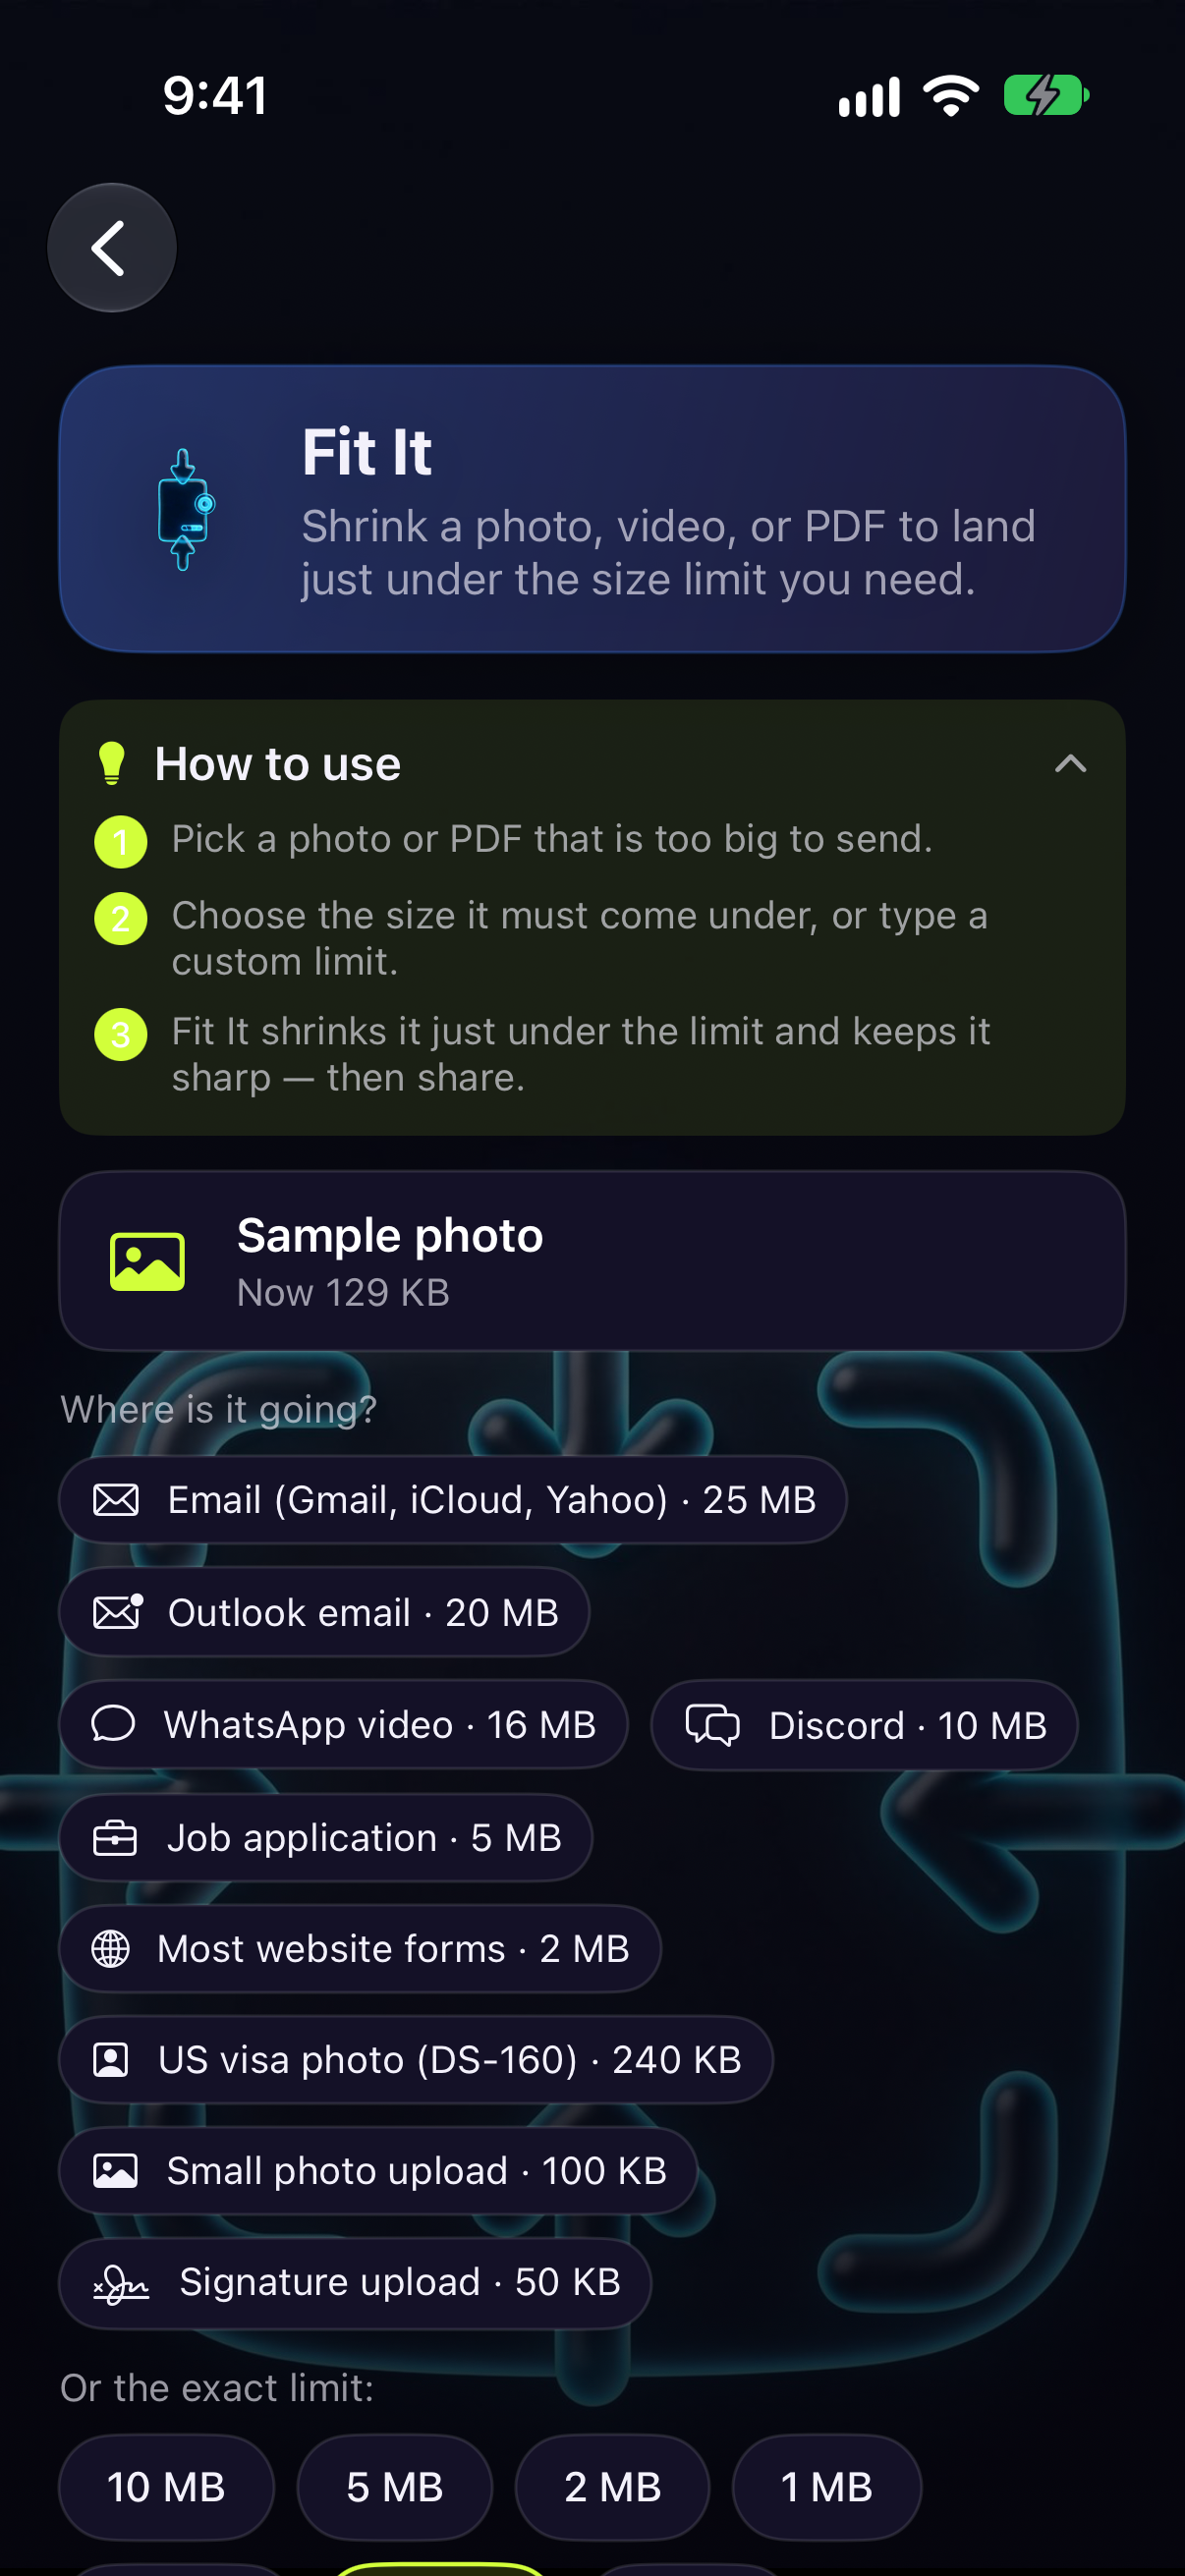 9:41
Fit It
Shrink a photo, video, or PDF to land
just under the size limit you need.
How to use
1 Pick a photo or PDF that is too big to send.
2 Choose the size it must come under, or type a
custom limit.
3 Fit It shrinks it just under the limit and keeps it
sharp — then share.
Sample photo
Now 129 KB
Where is it going?
Email (Gmail, iCloud, Yahoo) · 25 MB
Outlook email · 20 MB
WhatsApp video · 16 MB
Discord · 10 MB
Job application · 5 MB
Most website forms · 2 MB
US visa photo (DS-160) · 240 KB
Small photo upload · 100 KB
Signature upload · 50 KB
Or the exact limit:
10 MB
5 MB
2 MB
1 MB